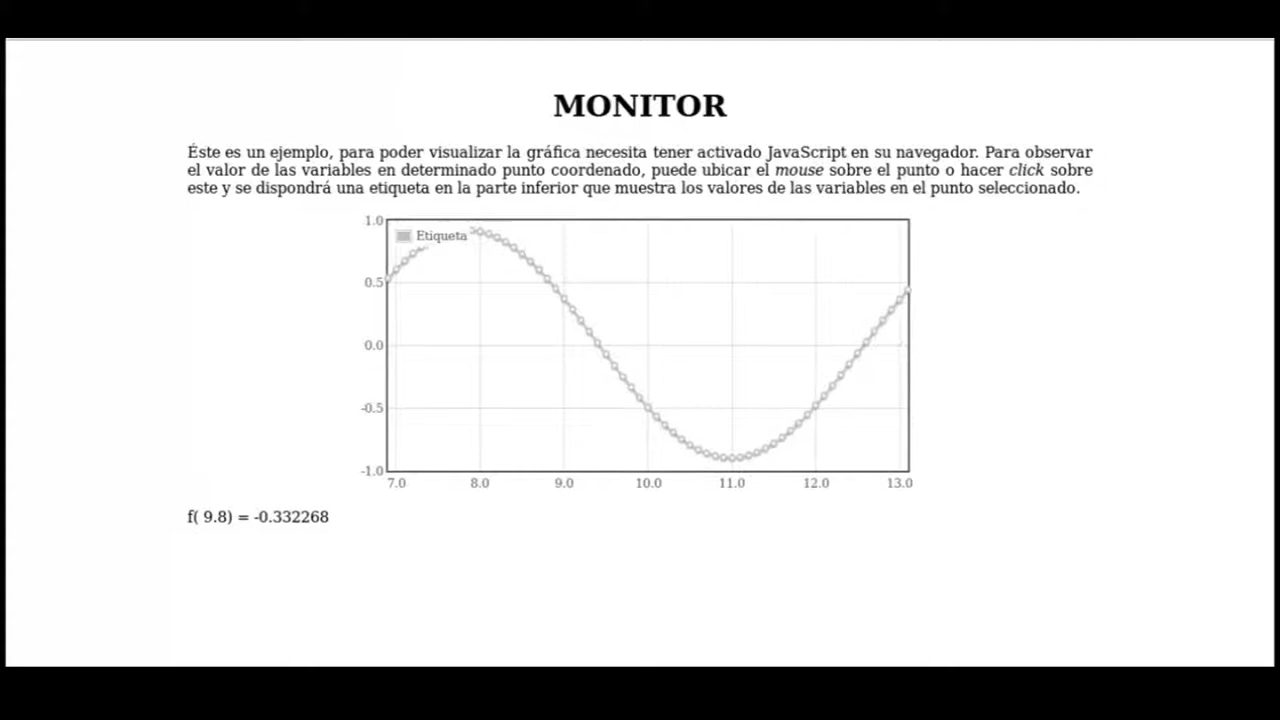 MONITOR
Éste es un ejemplo, para poder visualizar la gráfica necesita tener activado JavaScript en su navegador. Para observar
el valor de las variables en determinado punto coordenado, puede ubicar el mouse sobre el punto o hacer click sobre
este y se dispondrá una etiqueta en la parte inferior que muestra los valores de las variables en el punto seleccionado.
1.0
Etiqueta
0.5
0.0
-0.5
-1.0
7.0 8.0 9.0 10.0 11.0 12.0 13.0
f( 9.8) = -0.332268